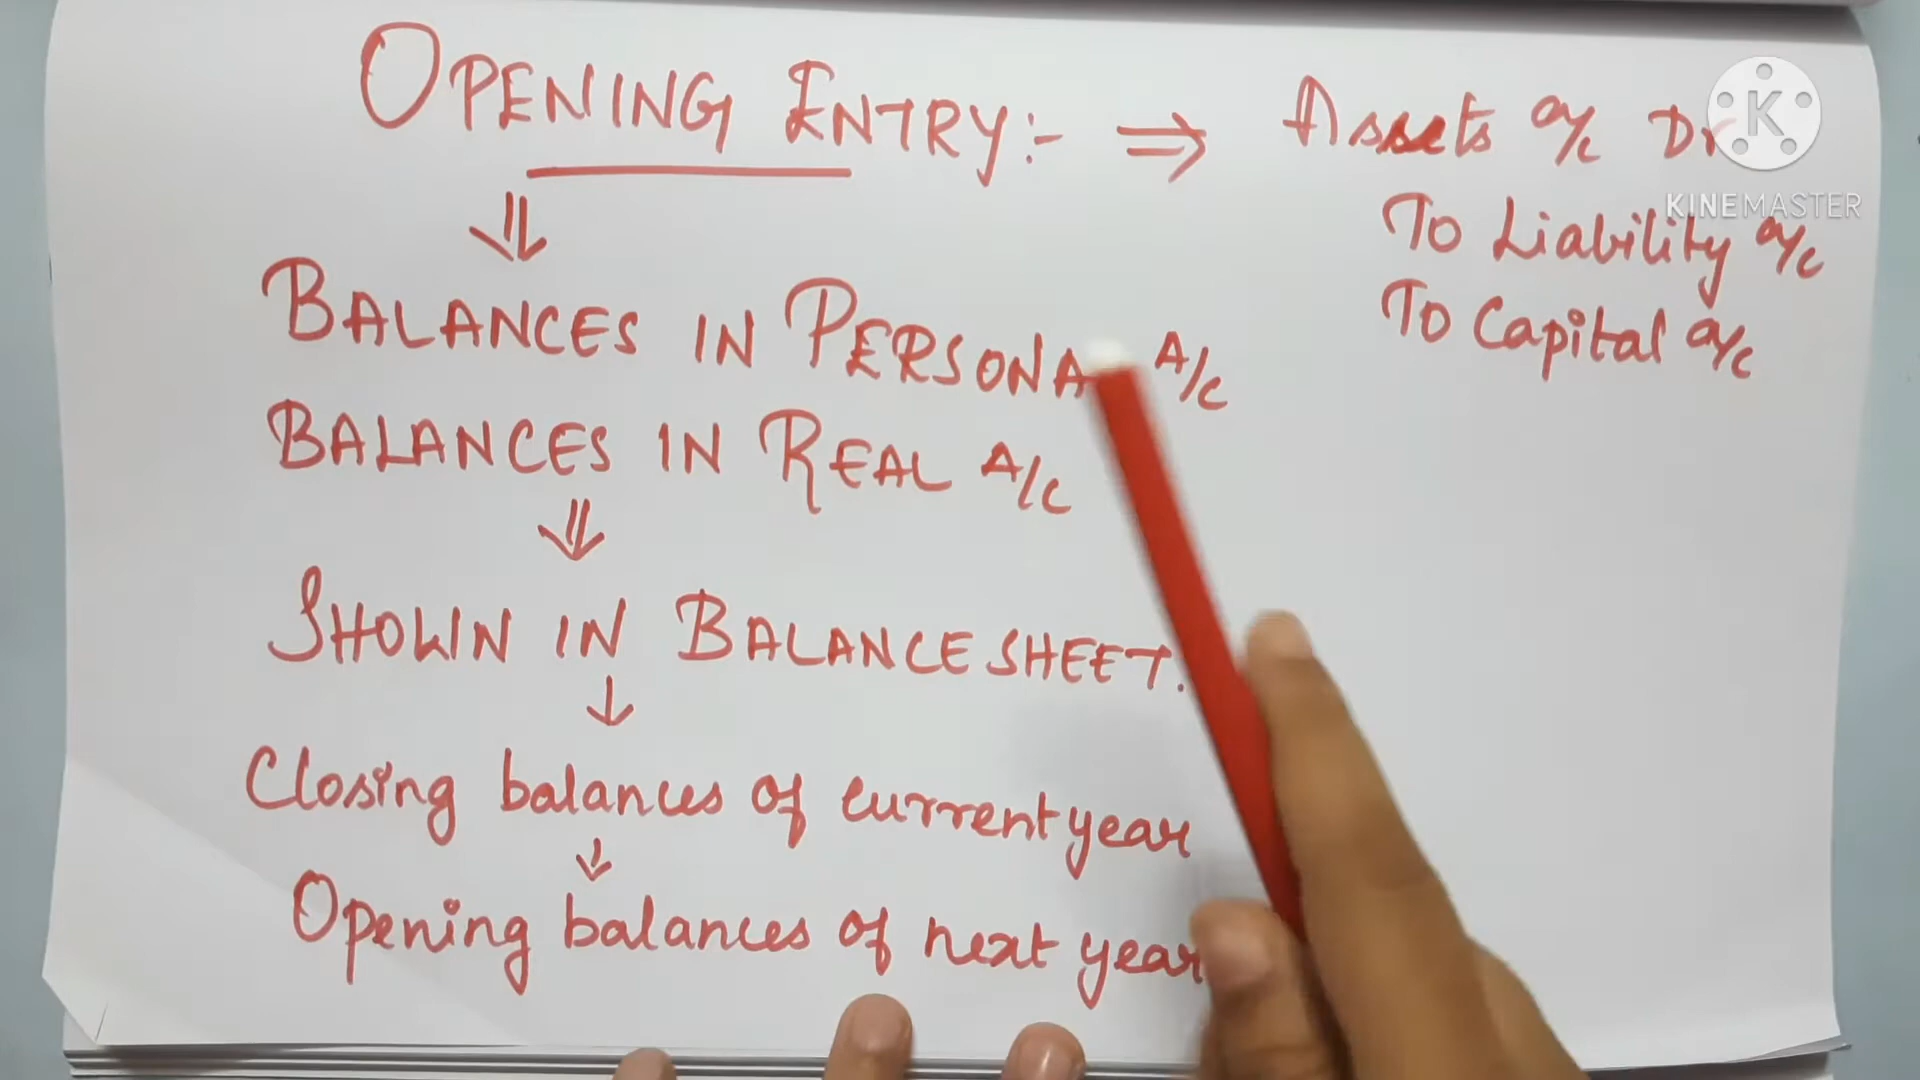 OPENING ENTRY:- ⇒ Assets a/c Dr
To Liability a/c
To Capital a/c
⇓
BALANCES IN PERSONA A/C
BALANCES IN REAL A/C
⇓
SHOWN IN BALANCE SHEET.
↓
Closing balances of current year
↓
Opening balances of next year
K
KINEMASTER